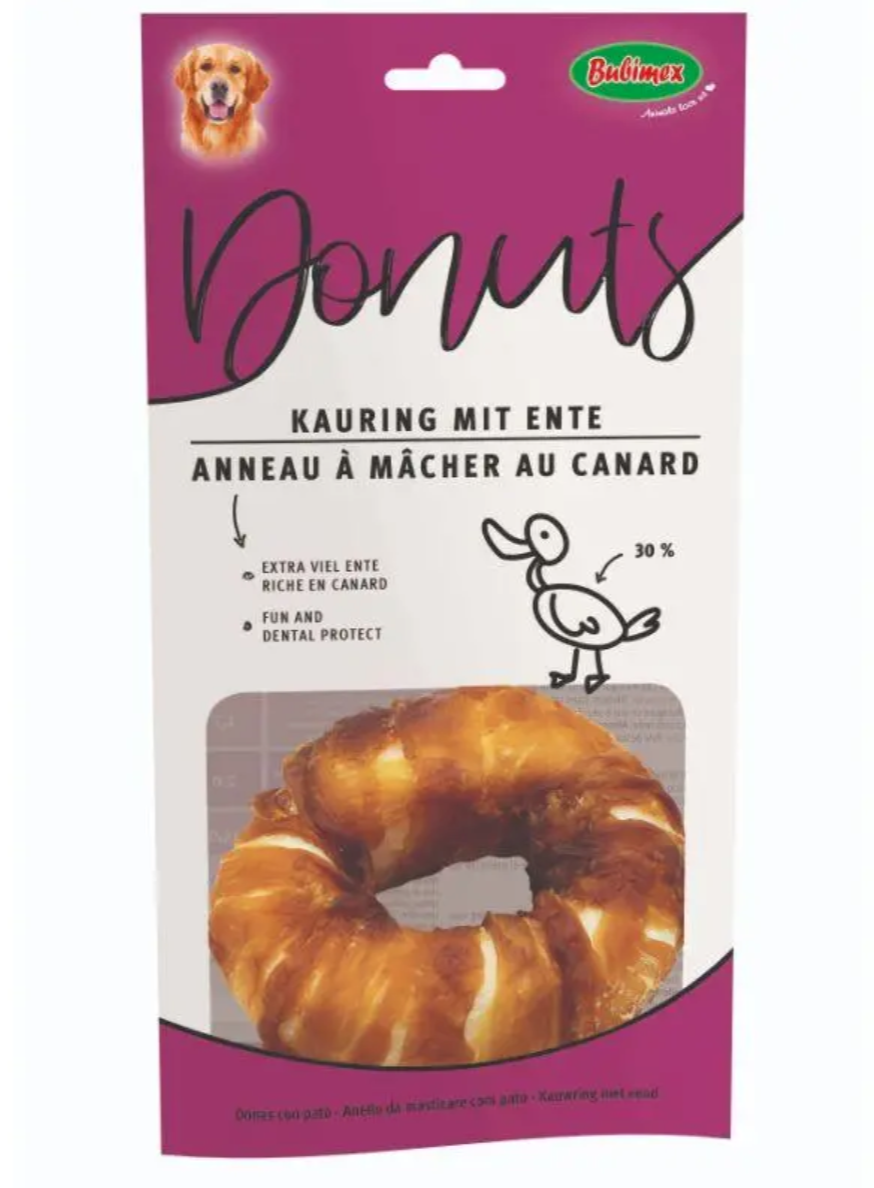 Bubimex
Donuts
KAURING MIT ENTE
ANNEAU À MÂCHER AU CANARD
EXTRA VIEL ENTE
RICHE EN CANARD
30 %
FUN AND
DENTAL PROTECT
Donas con pato - Anello da masticare con pato - Kauwring met eend